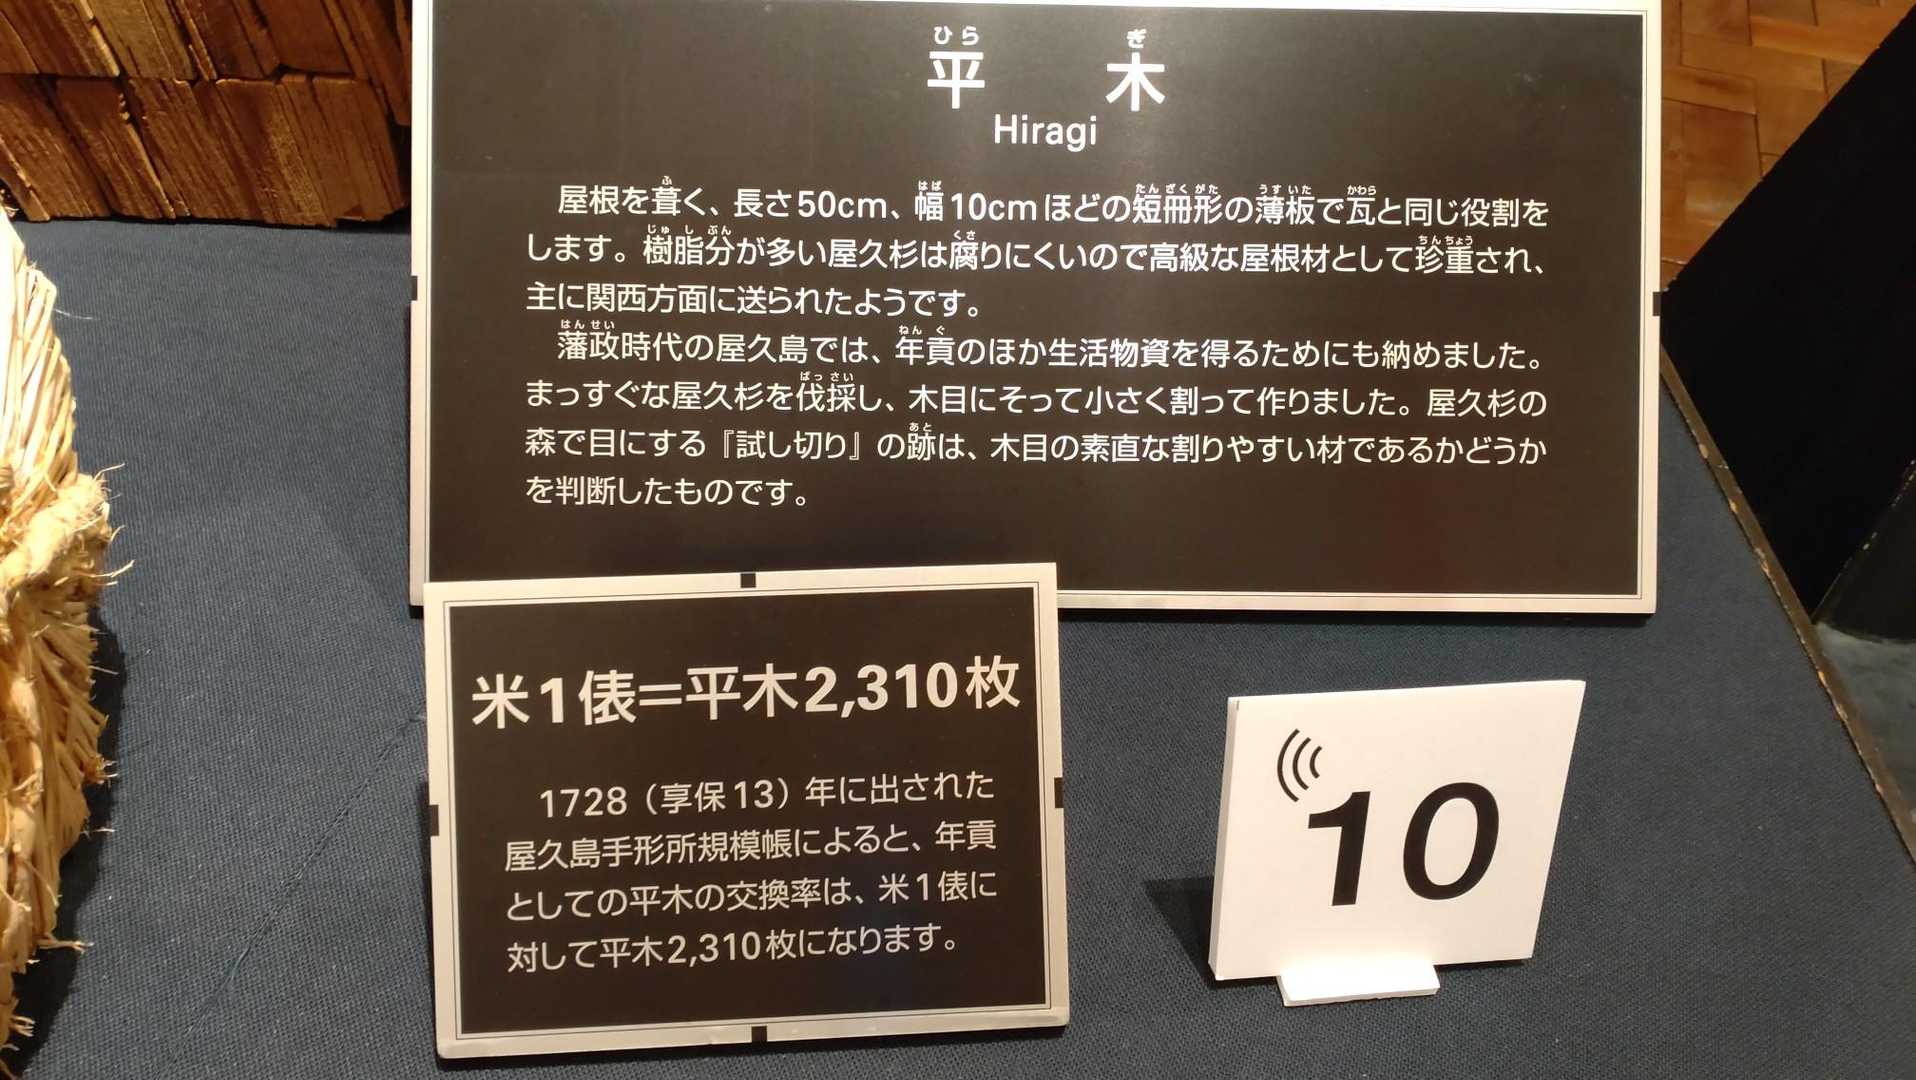 ひら ぎ
平 木
Hiragi
屋根を葺く、長さ50cm、幅10cmほどの短冊形の薄板で瓦と同じ役割を
します。樹脂分が多い屋久杉は腐りにくいので高級な屋根材として珍重され、
主に関西方面に送られたようです。
藩政時代の屋久島では、年貢のほか生活物資を得るためにも納めました。
まっすぐな屋久杉を伐採し、木目にそって小さく割って作りました。屋久杉の
森で目にする『試し切り』の跡は、木目の素直な割りやすい材であるかどうか
を判断したものです。
米1俵=平木2,310枚
1728（享保13）年に出された
屋久島手形所規模帳によると、年貢
としての平木の交換率は、米1俵に
対して平木2,310枚になります。
10